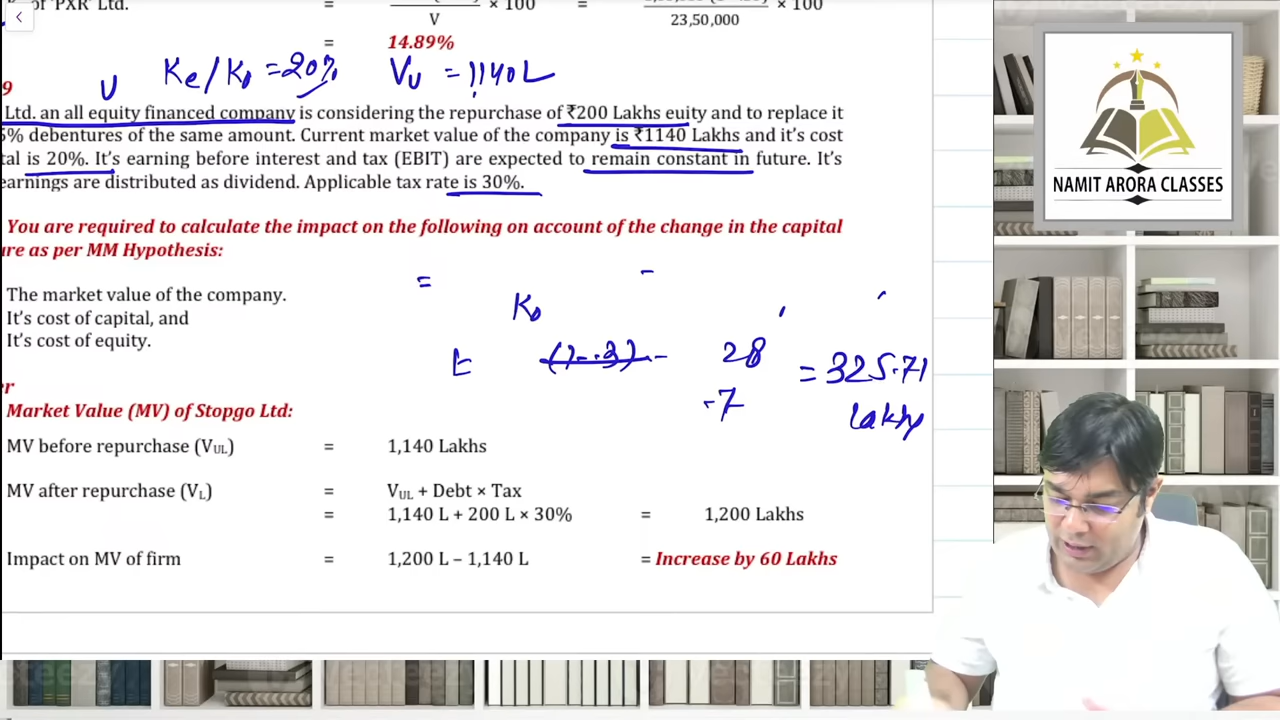 of 'PXR' Ltd. = V × 100 = 23,50,000 × 100
= 14.89%
9 U Ke/K0 = 20% Vu = 1140L
Ltd. an all equity financed company is considering the repurchase of ₹200 Lakhs euity and to replace it
5% debentures of the same amount. Current market value of the company is ₹1140 Lakhs and it's cost
tal is 20%. It's earning before interest and tax (EBIT) are expected to remain constant in future. It's
earnings are distributed as dividend. Applicable tax rate is 30%.
You are required to calculate the impact on the following on account of the change in the capital
ure as per MM Hypothesis:
=
The market value of the company.
K0
It's cost of capital, and
It's cost of equity.
E (1-.3) - 28 = 325.71
.7 lakhs
er
Market Value (MV) of Stopgo Ltd:
MV before repurchase (VUL) = 1,140 Lakhs
MV after repurchase (VL) = VUL + Debt × Tax
= 1,140 L + 200 L × 30% = 1,200 Lakhs
Impact on MV of firm = 1,200 L – 1,140 L = Increase by 60 Lakhs
NAMIT ARORA CLASSES